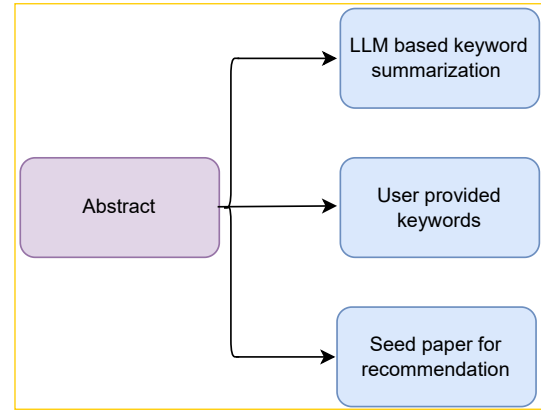 LLM based keyword
summarization
Abstract
User provided
keywords
Seed paper for
recommendation